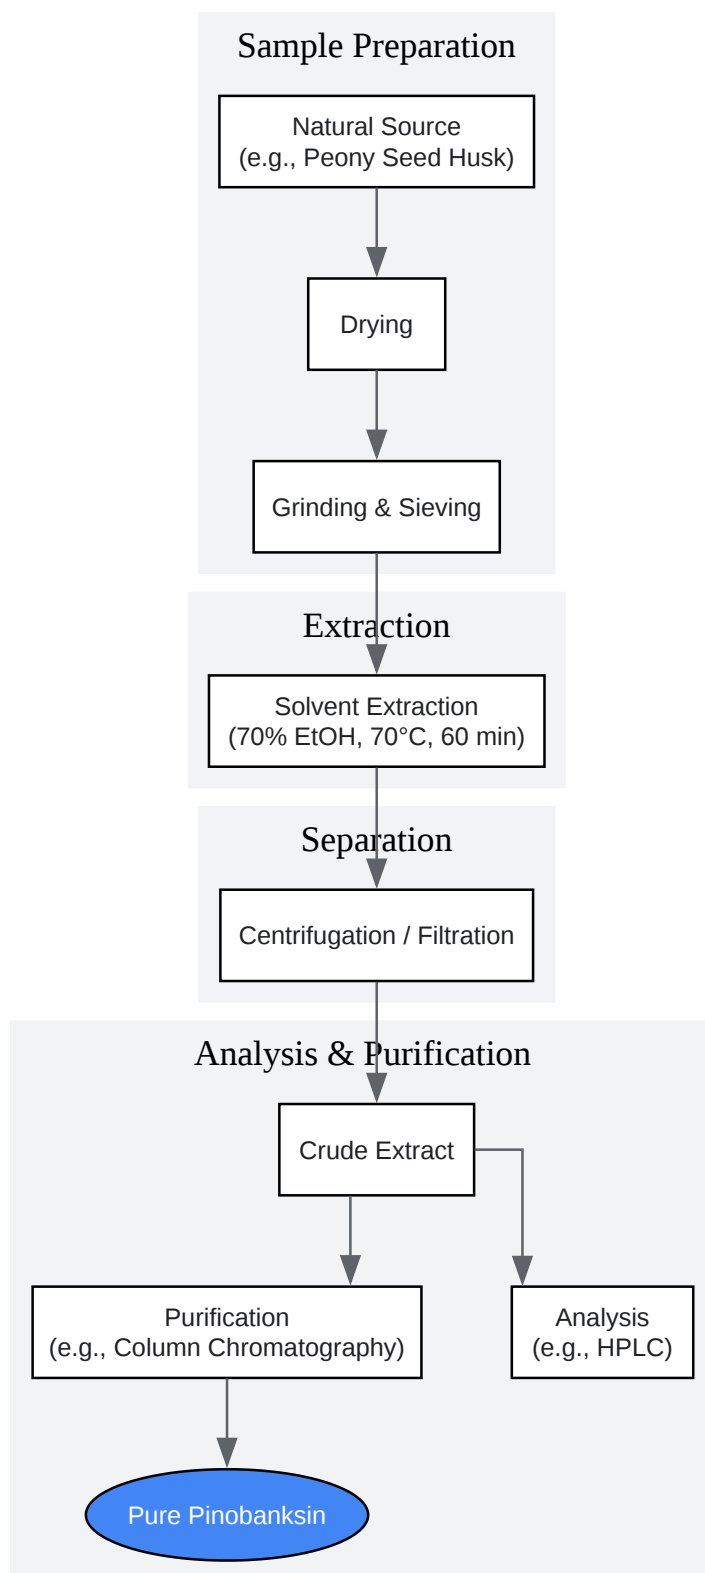 Sample Preparation
Natural Source
(e.g., Peony Seed Husk)
Drying
Grinding & Sieving
Extraction
Solvent Extraction
(70% EtOH, 70°C, 60 min)
Separation
Centrifugation / Filtration
Analysis & Purification
Crude Extract
Purification
(e.g., Column Chromatography)
Analysis
(e.g., HPLC)
Pure Pinobanksin